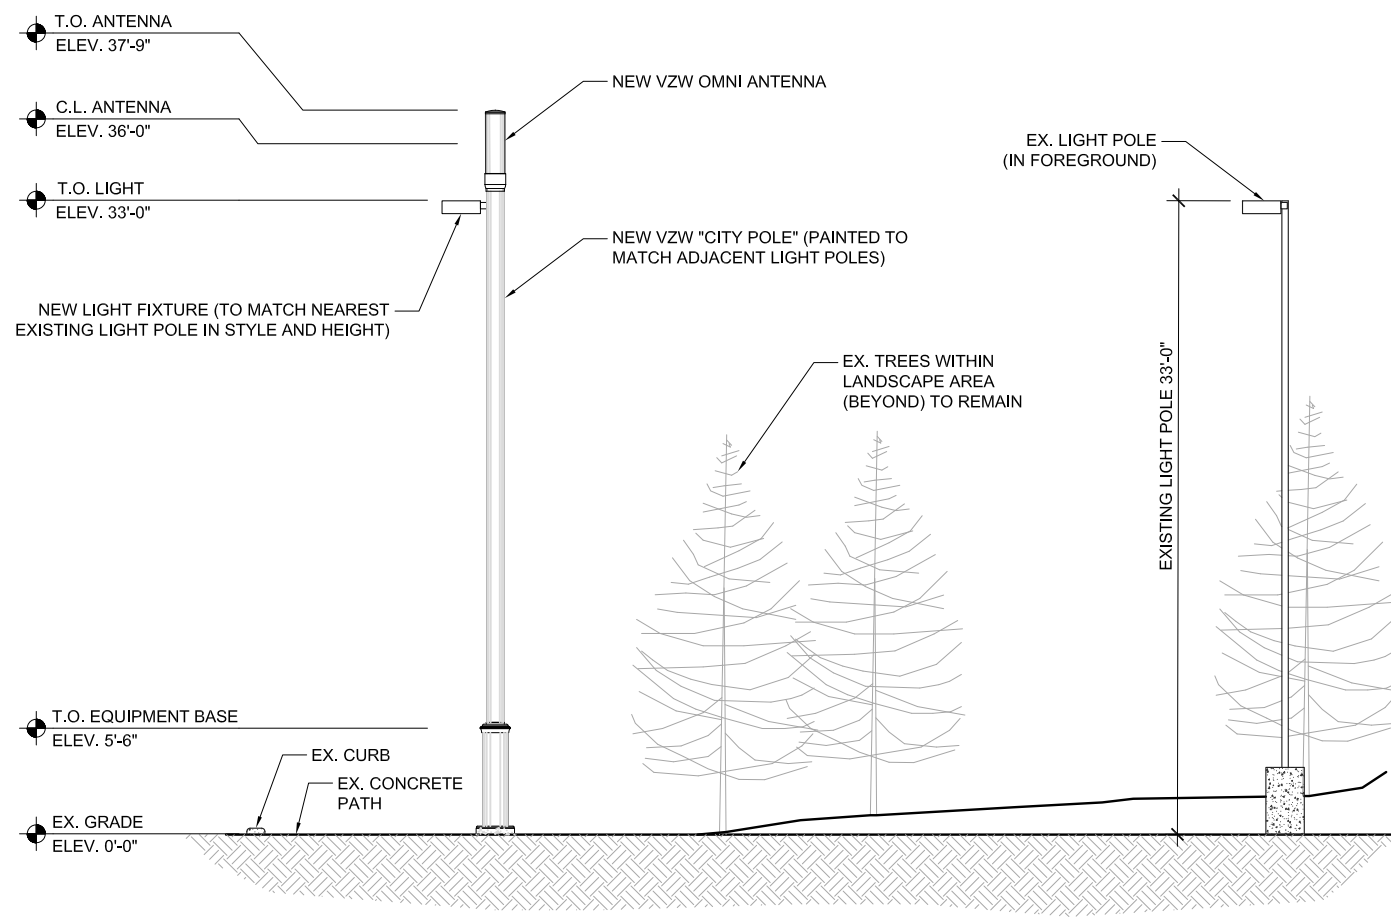 T.O. ANTENNA
ELEV. 37'-9"
C.L. ANTENNA
ELEV. 36'-0"
T.O. LIGHT
ELEV. 33'-0"
NEW VZW OMNI ANTENNA
EX. LIGHT POLE
(IN FOREGROUND)
NEW VZW "CITY POLE" (PAINTED TO
MATCH ADJACENT LIGHT POLES)
NEW LIGHT FIXTURE (TO MATCH NEAREST
EXISTING LIGHT POLE IN STYLE AND HEIGHT)
EX. TREES WITHIN
LANDSCAPE AREA
(BEYOND) TO REMAIN
EXISTING LIGHT POLE 33'-0"
T.O. EQUIPMENT BASE
ELEV. 5'-6"
EX. CURB
EX. CONCRETE
PATH
EX. GRADE
ELEV. 0'-0"